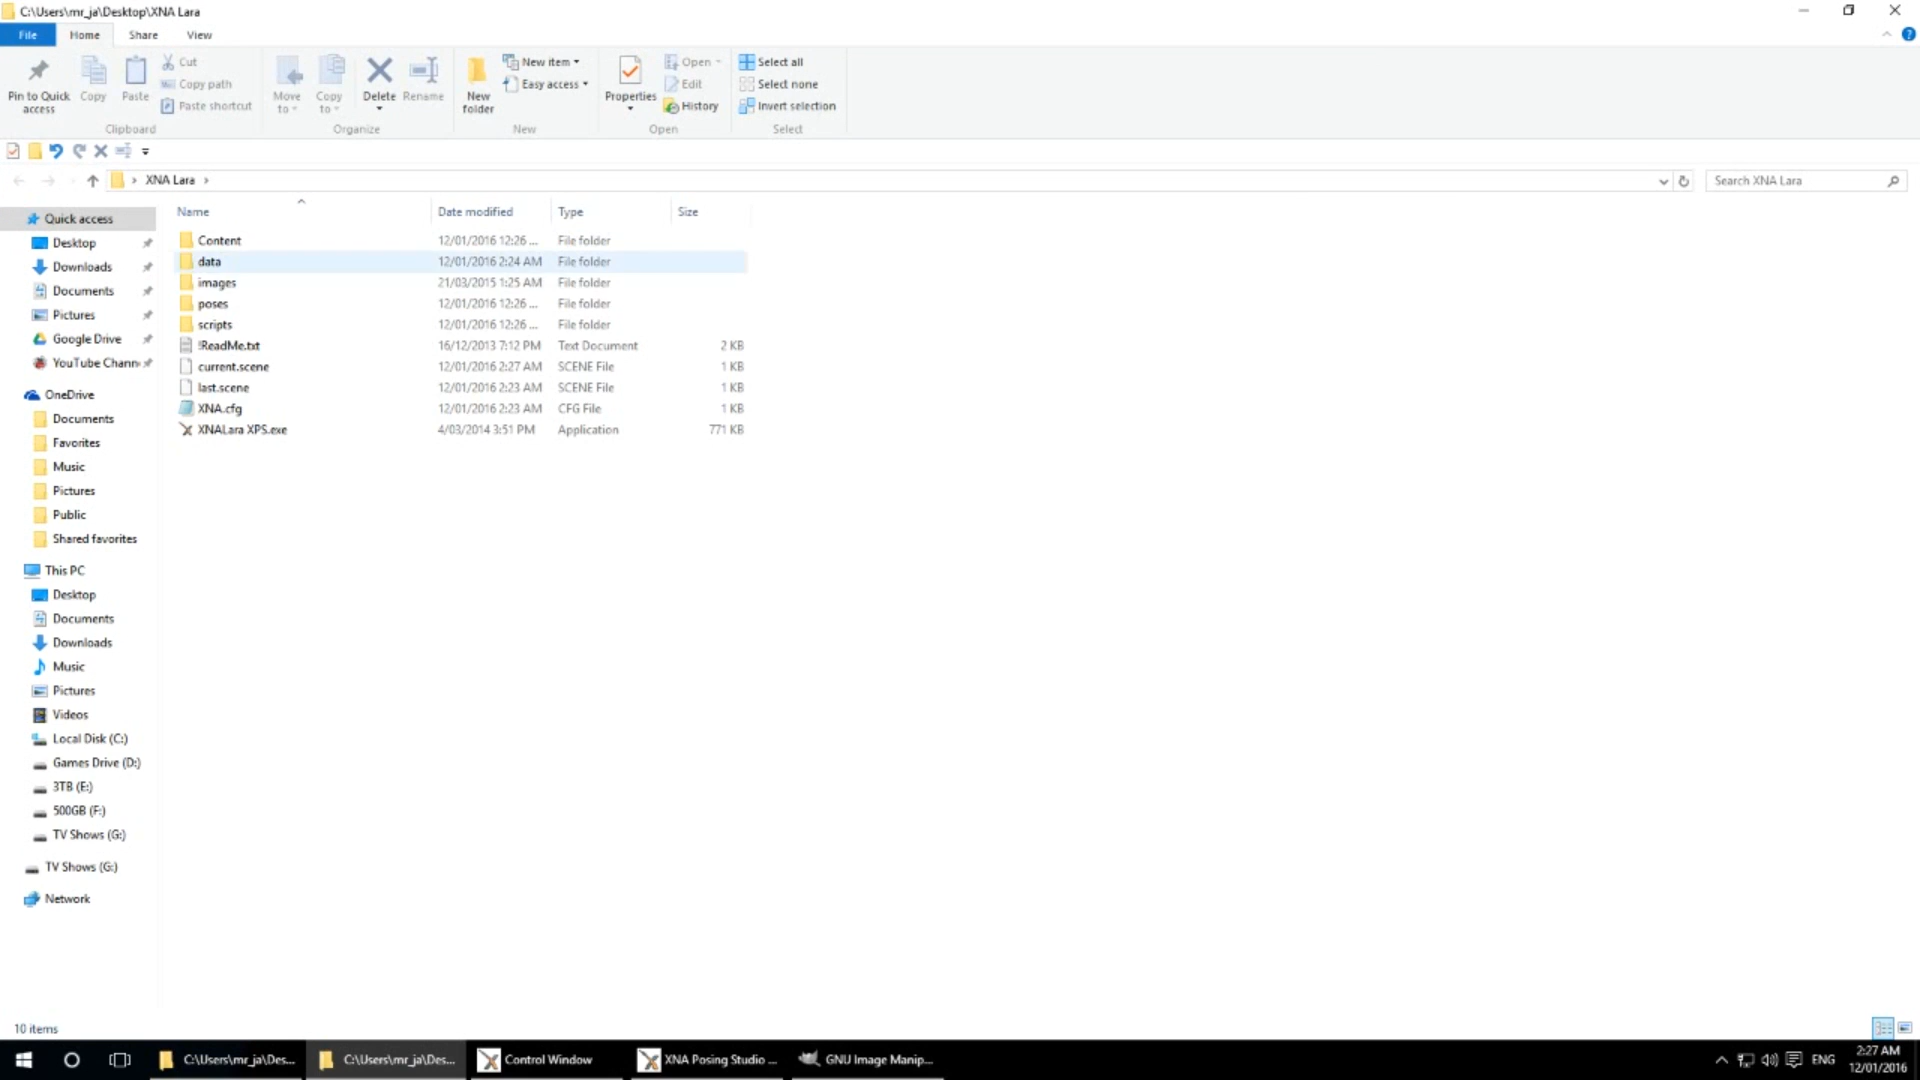 C:\Users\mr_ja\Desktop\XNA Lara
File Home Share View
Pin to Quick access
Copy
Paste
Cut
Copy path
Paste shortcut
Move to
Copy to
Delete
Rename
New folder
New item
Easy access
Properties
Open
Edit
History
Select all
Select none
Invert selection
Clipboard Organize New Open Select
XNA Lara
Search XNA Lara
Name Date modified Type Size
Content 12/01/2016 12:26 ... File folder
data 12/01/2016 2:24 AM File folder
images 21/03/2015 1:25 AM File folder
poses 12/01/2016 12:26 ... File folder
scripts 12/01/2016 12:26 ... File folder
!ReadMe.txt 16/12/2013 7:12 PM Text Document 2 KB
current.scene 12/01/2016 2:27 AM SCENE File 1 KB
last.scene 12/01/2016 2:23 AM SCENE File 1 KB
XNA.cfg 12/01/2016 2:23 AM CFG File 1 KB
XNALara XPS.exe 4/03/2014 3:51 PM Application 771 KB
Quick access
Desktop
Downloads
Documents
Pictures
Google Drive
YouTube Chann
OneDrive
Documents
Favorites
Music
Pictures
Public
Shared favorites
This PC
Desktop
Documents
Downloads
Music
Pictures
Videos
Local Disk (C:)
Games Drive (D:)
3TB (E:)
500GB (F:)
TV Shows (G:)
TV Shows (G:)
Network
10 items
C:\Users\mr_ja\Des...
C:\Users\mr_ja\Des...
Control Window
XNA Posing Studio ...
GNU Image Manip...
ENG
2:27 AM
12/01/2016